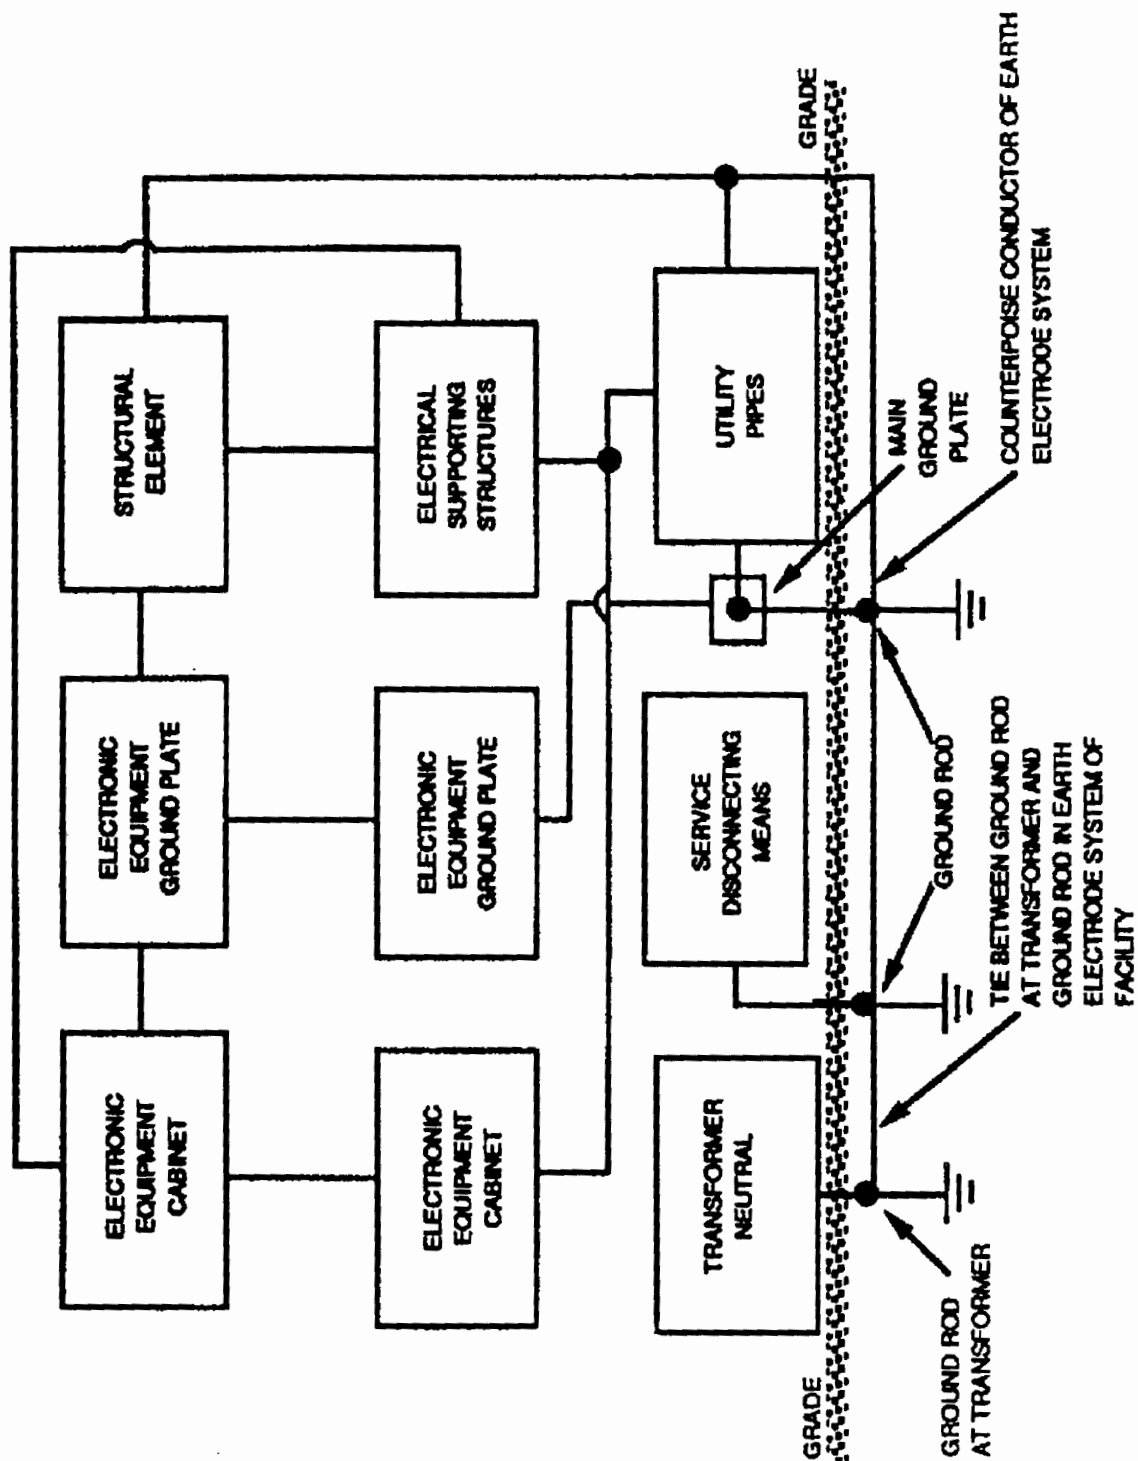 ELECTRONIC
EQUIPMENT
CABINET
ELECTRONIC
EQUIPMENT
GROUND PLATE
STRUCTURAL
ELEMENT
ELECTRONIC
EQUIPMENT
CABINET
ELECTRONIC
EQUIPMENT
GROUND PLATE
ELECTRICAL
SUPPORTING
STRUCTURES
TRANSFORMER
NEUTRAL
SERVICE
DISCONNECTING
MEANS
UTILITY
PIPES
GRADE
GRADE
GROUND ROD
AT TRANSFORMER
TIE BETWEEN GROUND ROD
AT TRANSFORMER AND
GROUND ROD IN EARTH
ELECTRODE SYSTEM OF
FACILITY
GROUND ROD
MAIN
GROUND
PLATE
COUNTERPOISE CONDUCTOR OF EARTH
ELECTRODE SYSTEM